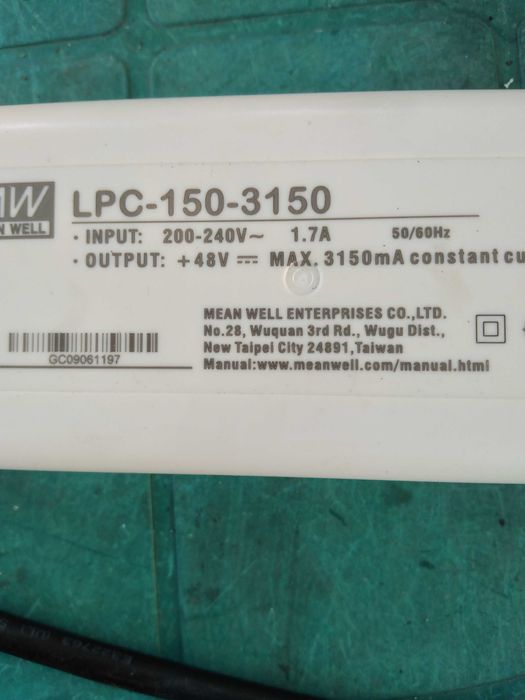 MW
WELL
LPC-150-3150
· INPUT: 200-240V~ 1.7A 50/60Hz
· OUTPUT: +48V ⎓ MAX. 3150mA constant cu
MEAN WELL ENTERPRISES CO.,LTD.
No.28, Wuquan 3rd Rd., Wugu Dist.,
New Taipei City 24891,Taiwan
Manual:www.meanwell.com/manual.html
GC09061197